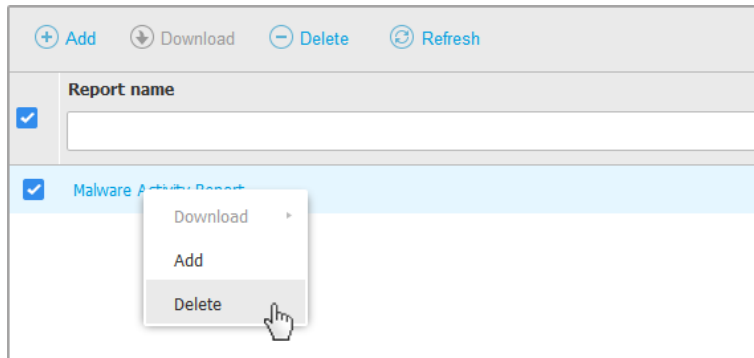 Add Download Delete Refresh
Report name
Malware Activity Report
Download
Add
Delete